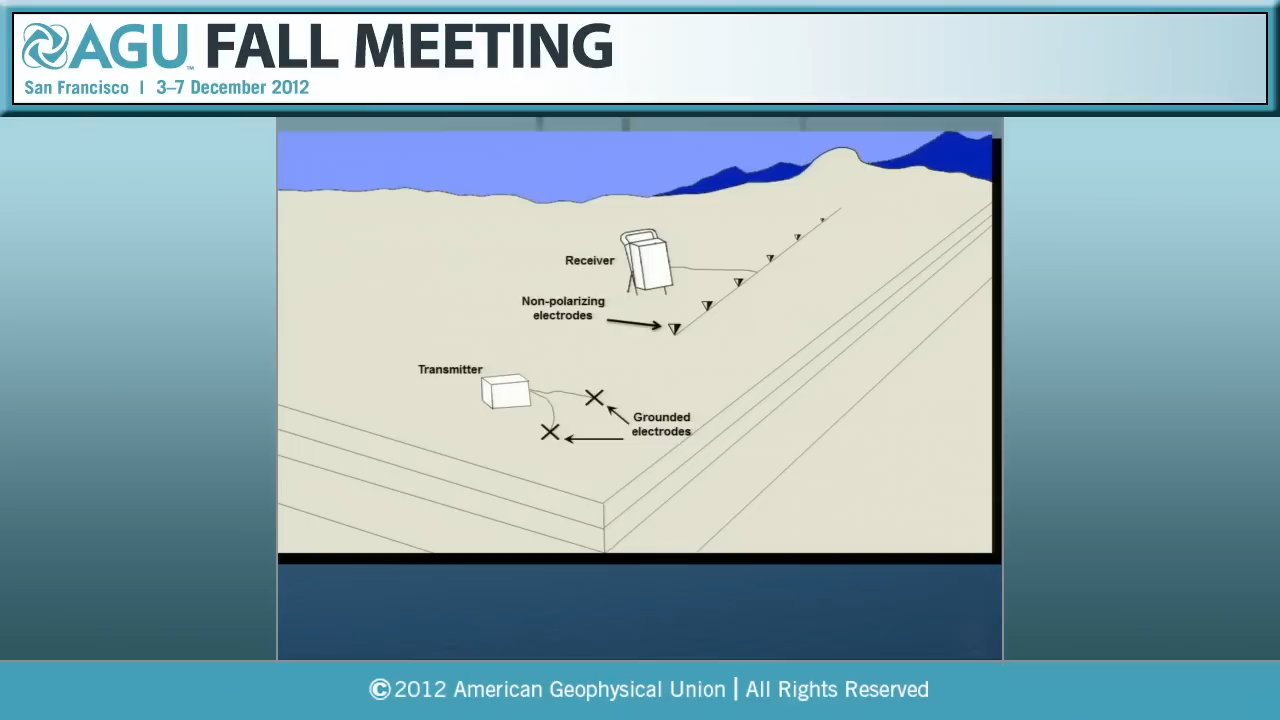 AGU™ FALL MEETING
San Francisco | 3–7 December 2012
Receiver
Non-polarizing
electrodes
Transmitter
Grounded
electrodes
©2012 American Geophysical Union | All Rights Reserved